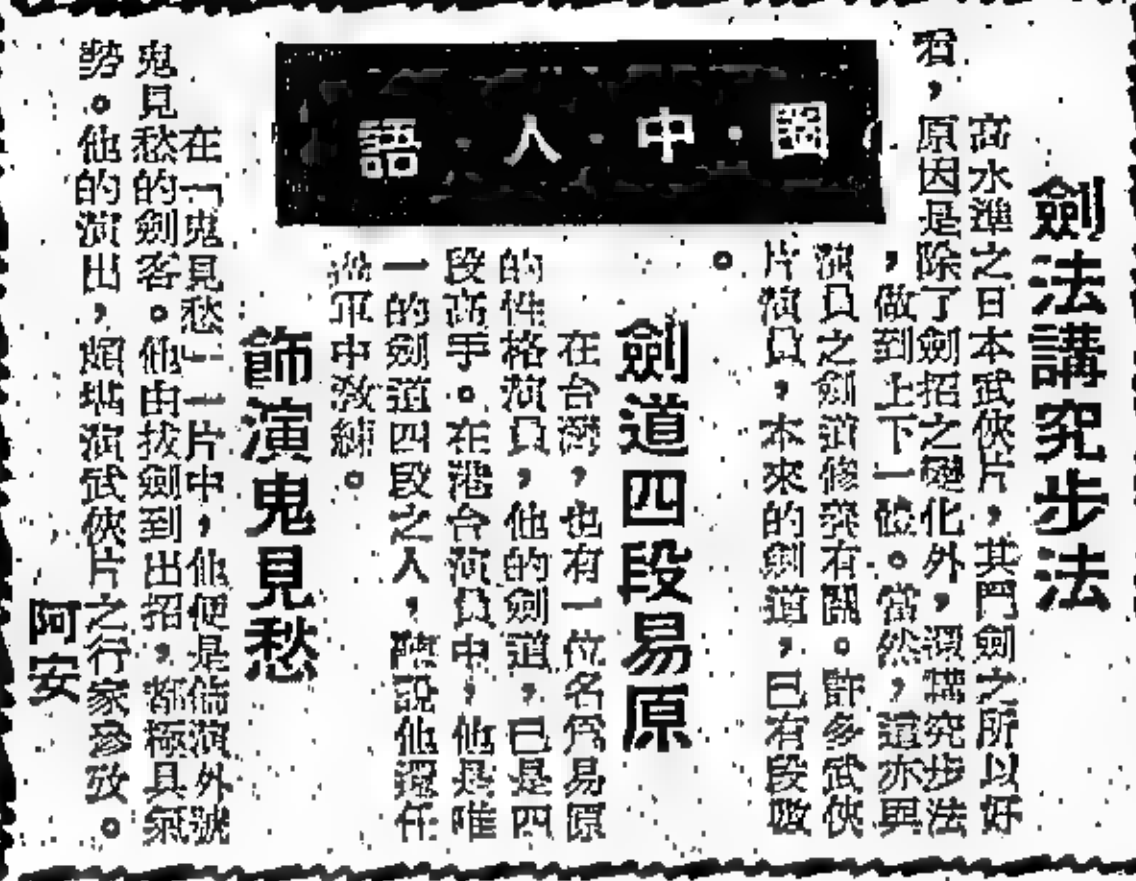 圈·中·人·語
劍法講究步法
高水準之日本武俠片，其鬥劍之所以好
看，原因是除了劍招之變化外，還講究步法
，做到上下一體。當然，這亦與
演員之劍道修養有關。許多武俠
片演員，本來的劍道，已有段數
。
劍道四段易原
在台灣，也有一位名爲易原
的性格演員，他的劍道，已是四
段高手。在港台演員中，他是唯
一的劍道四段之人，聽說他還任
海軍中教練。
飾演鬼見愁
在「鬼見愁」一片中，他便是飾演外號
鬼見愁的劍客。他由拔劍到出招，都極具氣
勢。他的演出，頗堪演武俠片之行家參攷。
阿安